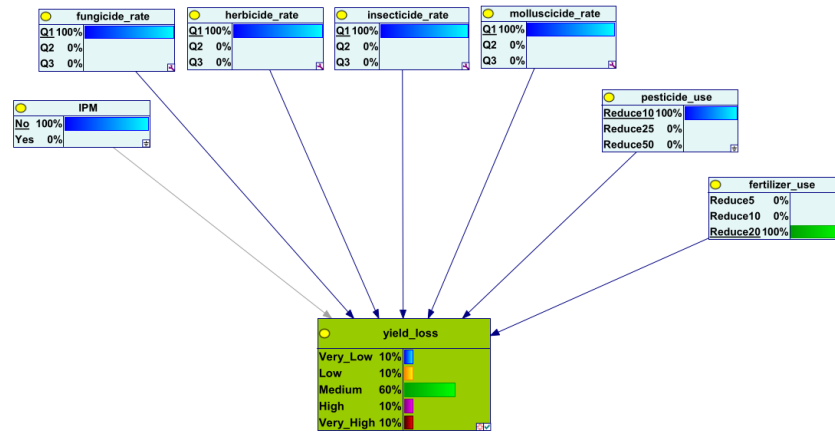 fungicide_rate
Q1 100%
Q2 0%
Q3 0%
herbicide_rate
Q1 100%
Q2 0%
Q3 0%
insecticide_rate
Q1 100%
Q2 0%
Q3 0%
molluscicide_rate
Q1 100%
Q2 0%
Q3 0%
IPM
No 100%
Yes 0%
pesticide_use
Reduce10 100%
Reduce25 0%
Reduce50 0%
fertilizer_use
Reduce5 0%
Reduce10 0%
Reduce20 100%
yield_loss
Very_Low 10%
Low 10%
Medium 60%
High 10%
Very_High 10%